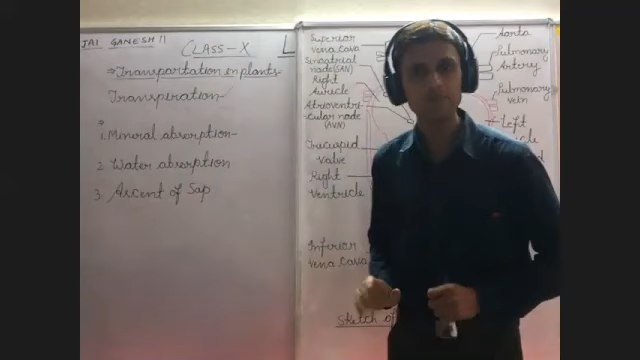 JAI GANESH !!
CLASS-X
L
⇒ Transportation in plants.
Transpiration
⇒
1. Mineral absorption-
2. Water absorption
3. Ascent of Sap
Superior
vena cava
node (SAN)
Right
Auricle
Atrioventri
cular node
(AVN)
Tricuspid
valve
Right
Ventricle
Inferior
vena cava
Sketch of
Aorta
Pulmonary
Artery
Pulmonary
vein
Left